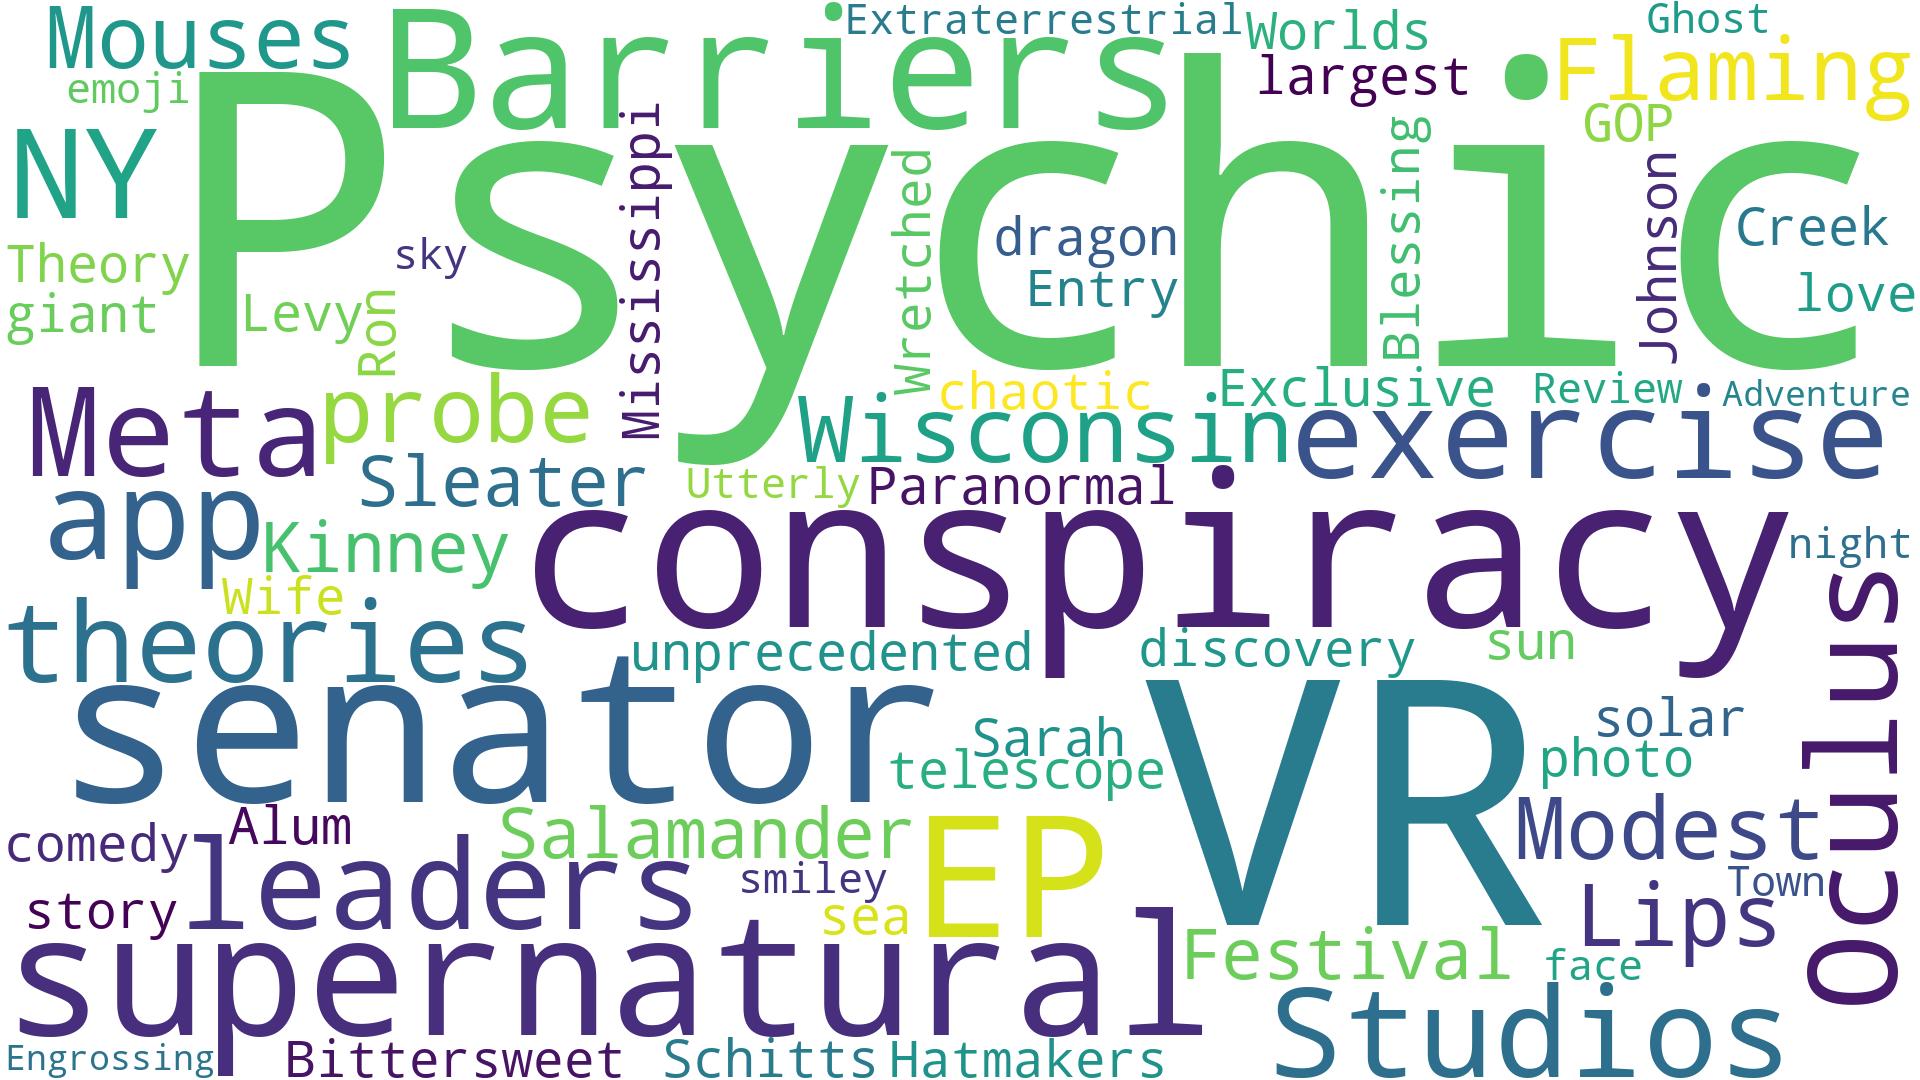 Mouses
Barriers
Extraterrestrial
Worlds
Ghost
emoji
largest
Flaming
NY
Psychic
Mississippi
GOP
Theory
sky
Wretched
dragon
Blessing
Johnson
Creek
giant
Levy
Ron
Entry
love
Meta
probe
chaotic
Exclusive
Review
Adventure
Wisconsin
exercise
app
Sleater
Utterly
Paranormal
Kinney
conspiracy
night
Wife
theories
unprecedented
discovery
sun
Oculus
senator
Sarah
telescope
VR
solar
photo
comedy
Alum
Salamander
EP
Modest
leaders
smiley
Town
story
sea
Lips
supernatural
Festival
face
Studios
Engrossing
Bittersweet
Schitts
Hatmakers